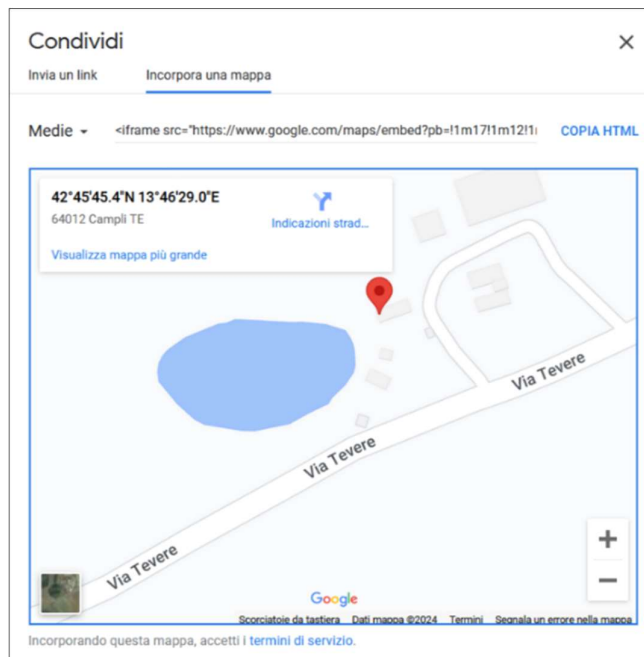 Condividi
Invia un link
Incorpora una mappa
Medie
<iframe src="https://www.google.com/maps/embed?pb=!1m17!1m12!1
COPIA HTML
42°45'45.4"N 13°46'29.0"E
64012 Campli TE
Indicazioni strad...
Visualizza mappa più grande
Via Tevere
Via Tevere
Via Tevere
Google
Scorciatoie da tastiera
Dati mappa ©2024
Termini
Segnala un errore nella mappa
Incorporando questa mappa, accetti i termini di servizio.